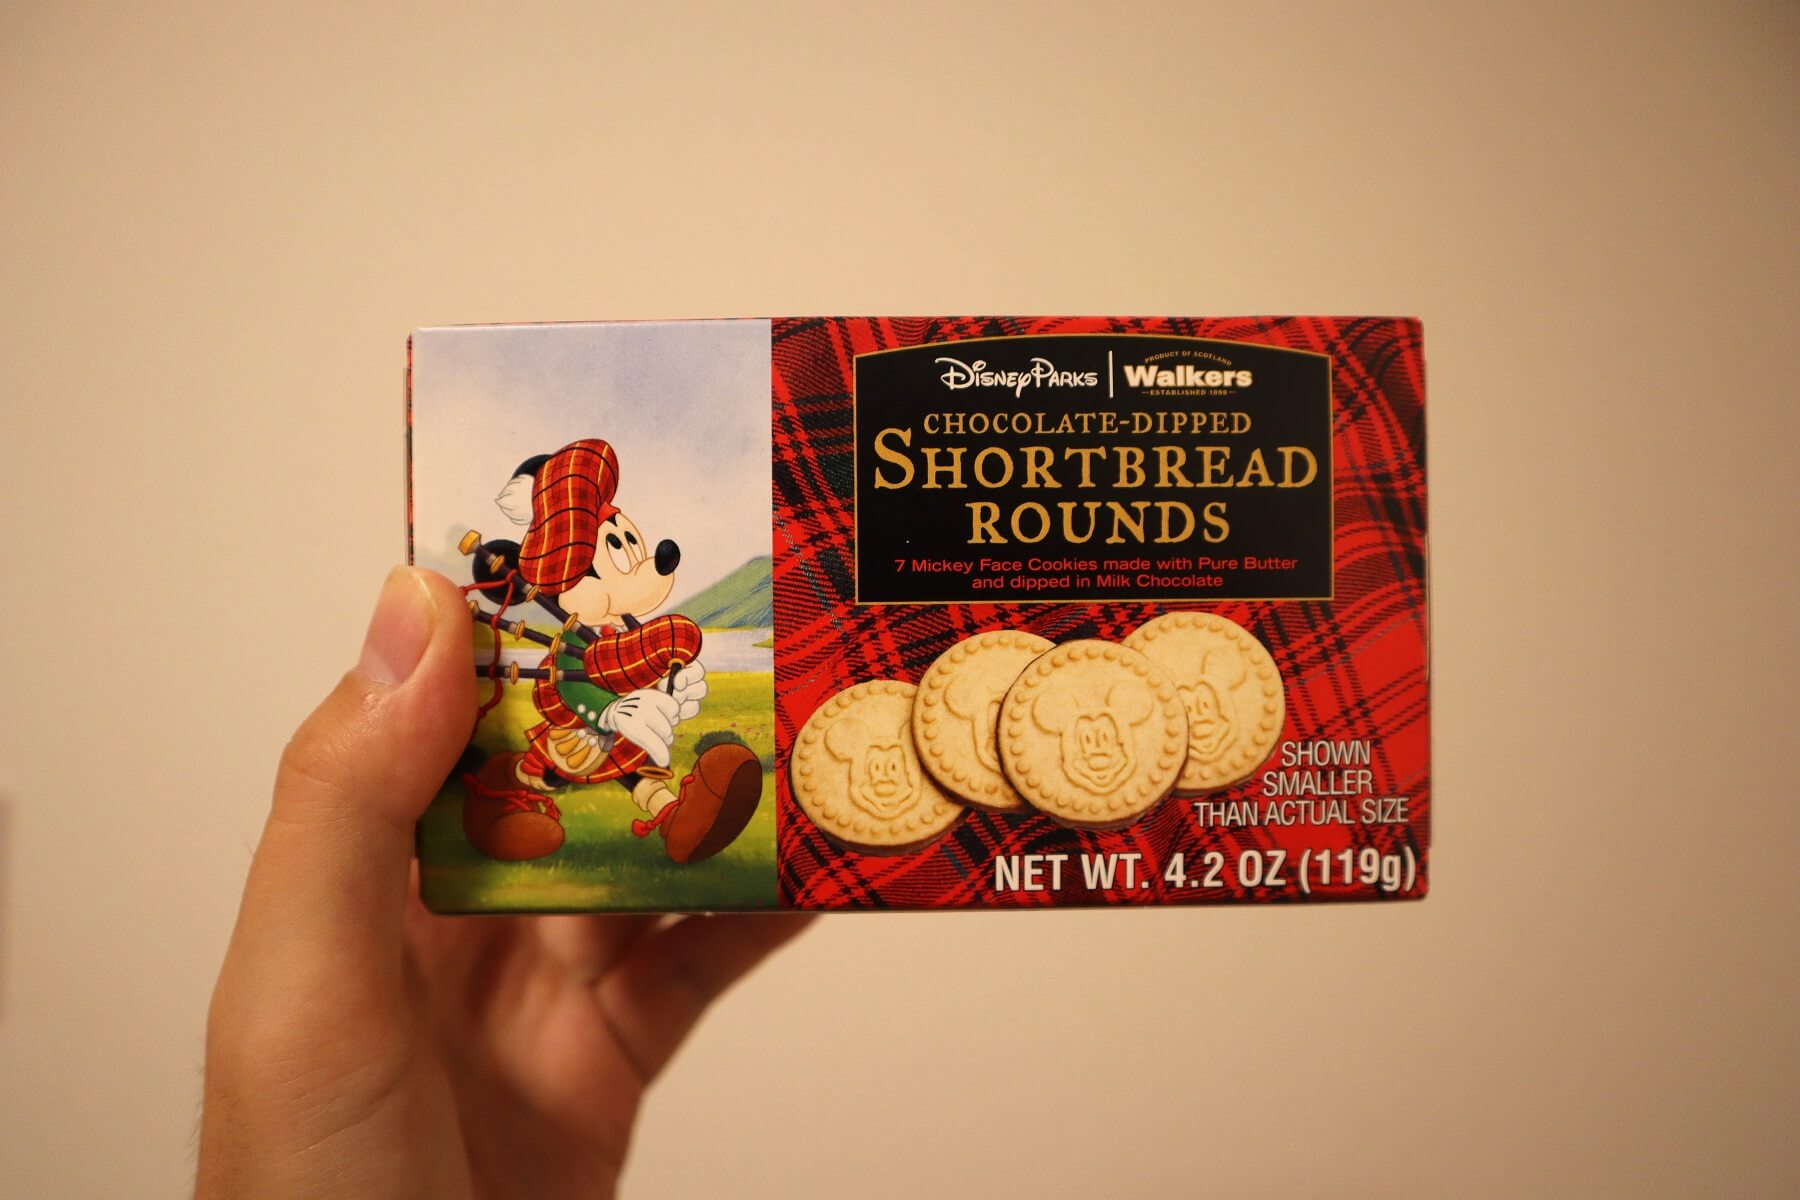 Disney Parks | Walkers
PRODUCT OF SCOTLAND
ESTABLISHED 1898
CHOCOLATE-DIPPED
SHORTBREAD
ROUNDS
7 Mickey Face Cookies made with Pure Butter
and dipped in Milk Chocolate
SHOWN
SMALLER
THAN ACTUAL SIZE
NET WT. 4.2 OZ (119g)